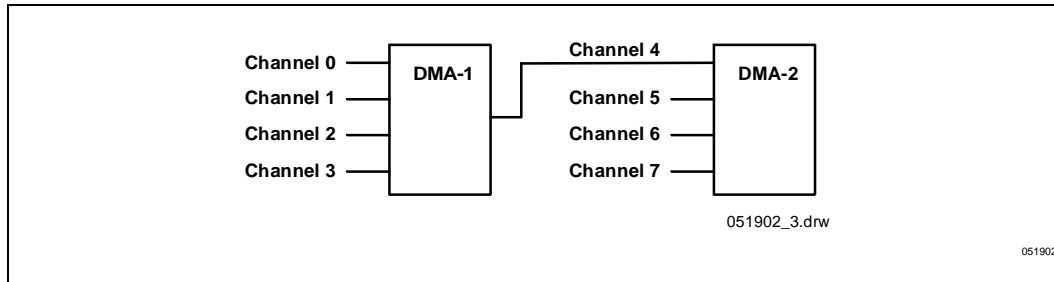 Channel 0
Channel 1
Channel 2
Channel 3
DMA-1
Channel 4
Channel 5
Channel 6
Channel 7
DMA-2
051902_3.drw
051902